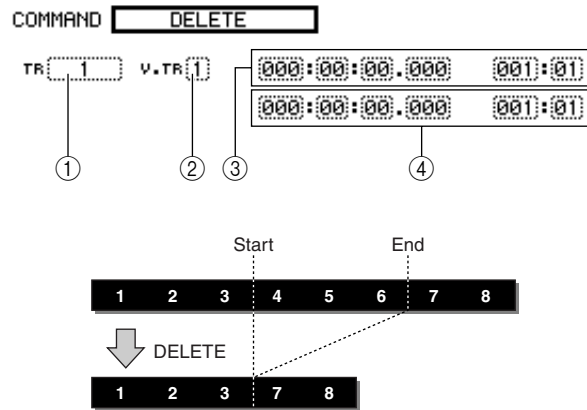 COMMAND DELETE
TR 1 V.TR 1 ③ 000:00:00.000 001:01
000:00:00.000 001:01
① ② ④
Start End
1 2 3 4 5 6 7 8
DELETE
1 2 3 7 8